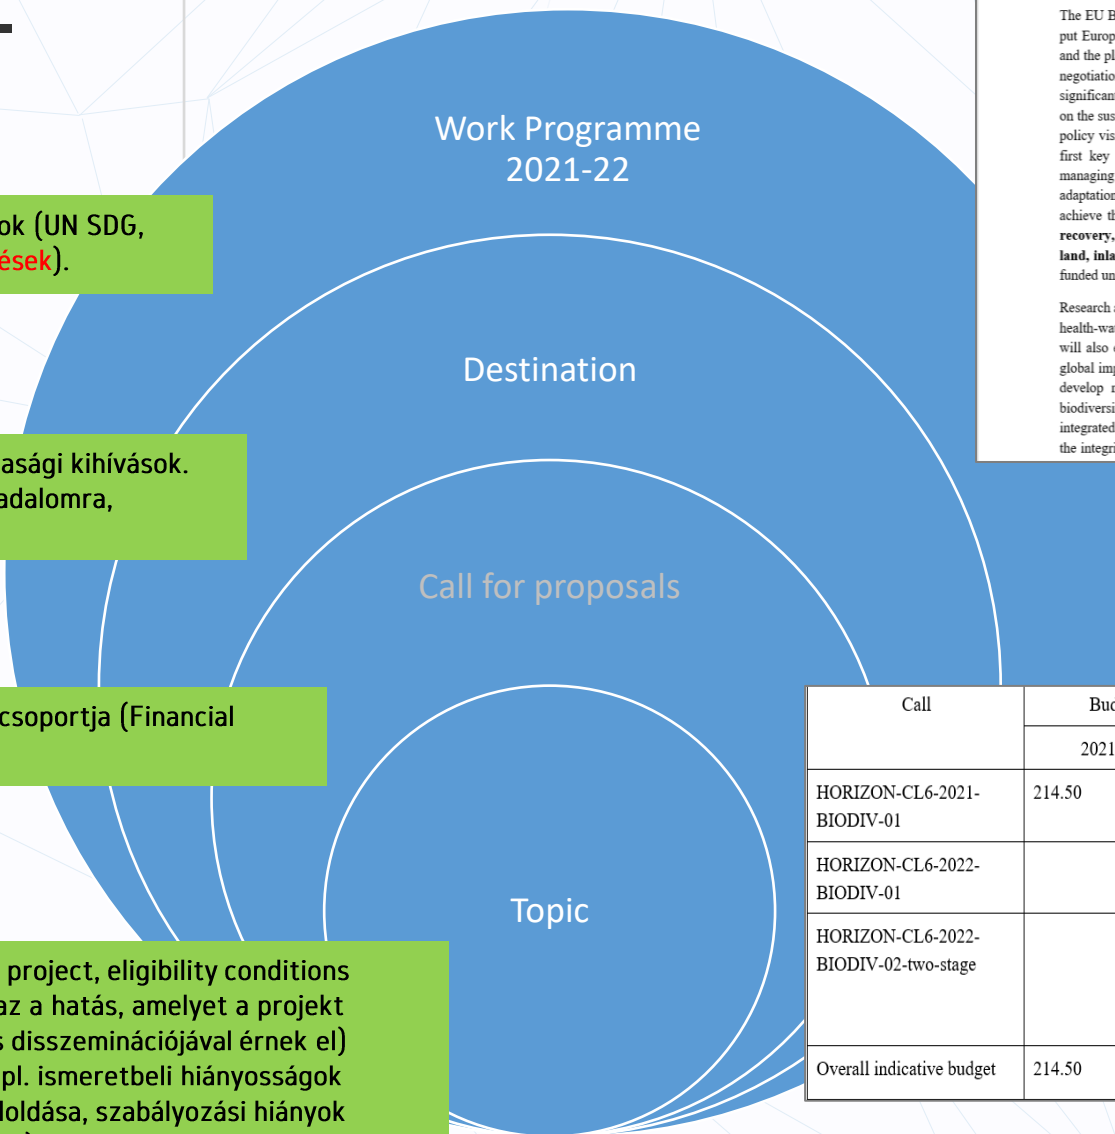 Work Programme
2021-22
ok (UN SDG,
ések).
Destination
asági kihívások.
adalomra,
Call for proposals
csoportja (Financial
Topic
project, eligibility conditions
az a hatás, amelyet a projekt
s disszeminációjával érnek el)
pl. ismeretbeli hiányosságok
loldása, szabályozási hiányok
The EU B
put Europ
and the pl
negotiatio
significant
on the sus
policy vis
first key
managing
adaptation
achieve th
recovery,
land, inla
funded un
Research a
health-wat
will also c
global imp
develop n
biodiversi
integrated
the integri
Call Bud
2021
HORIZON-CL6-2021- 214.50
BIODIV-01
HORIZON-CL6-2022-
BIODIV-01
HORIZON-CL6-2022-
BIODIV-02-two-stage
Overall indicative budget 214.50